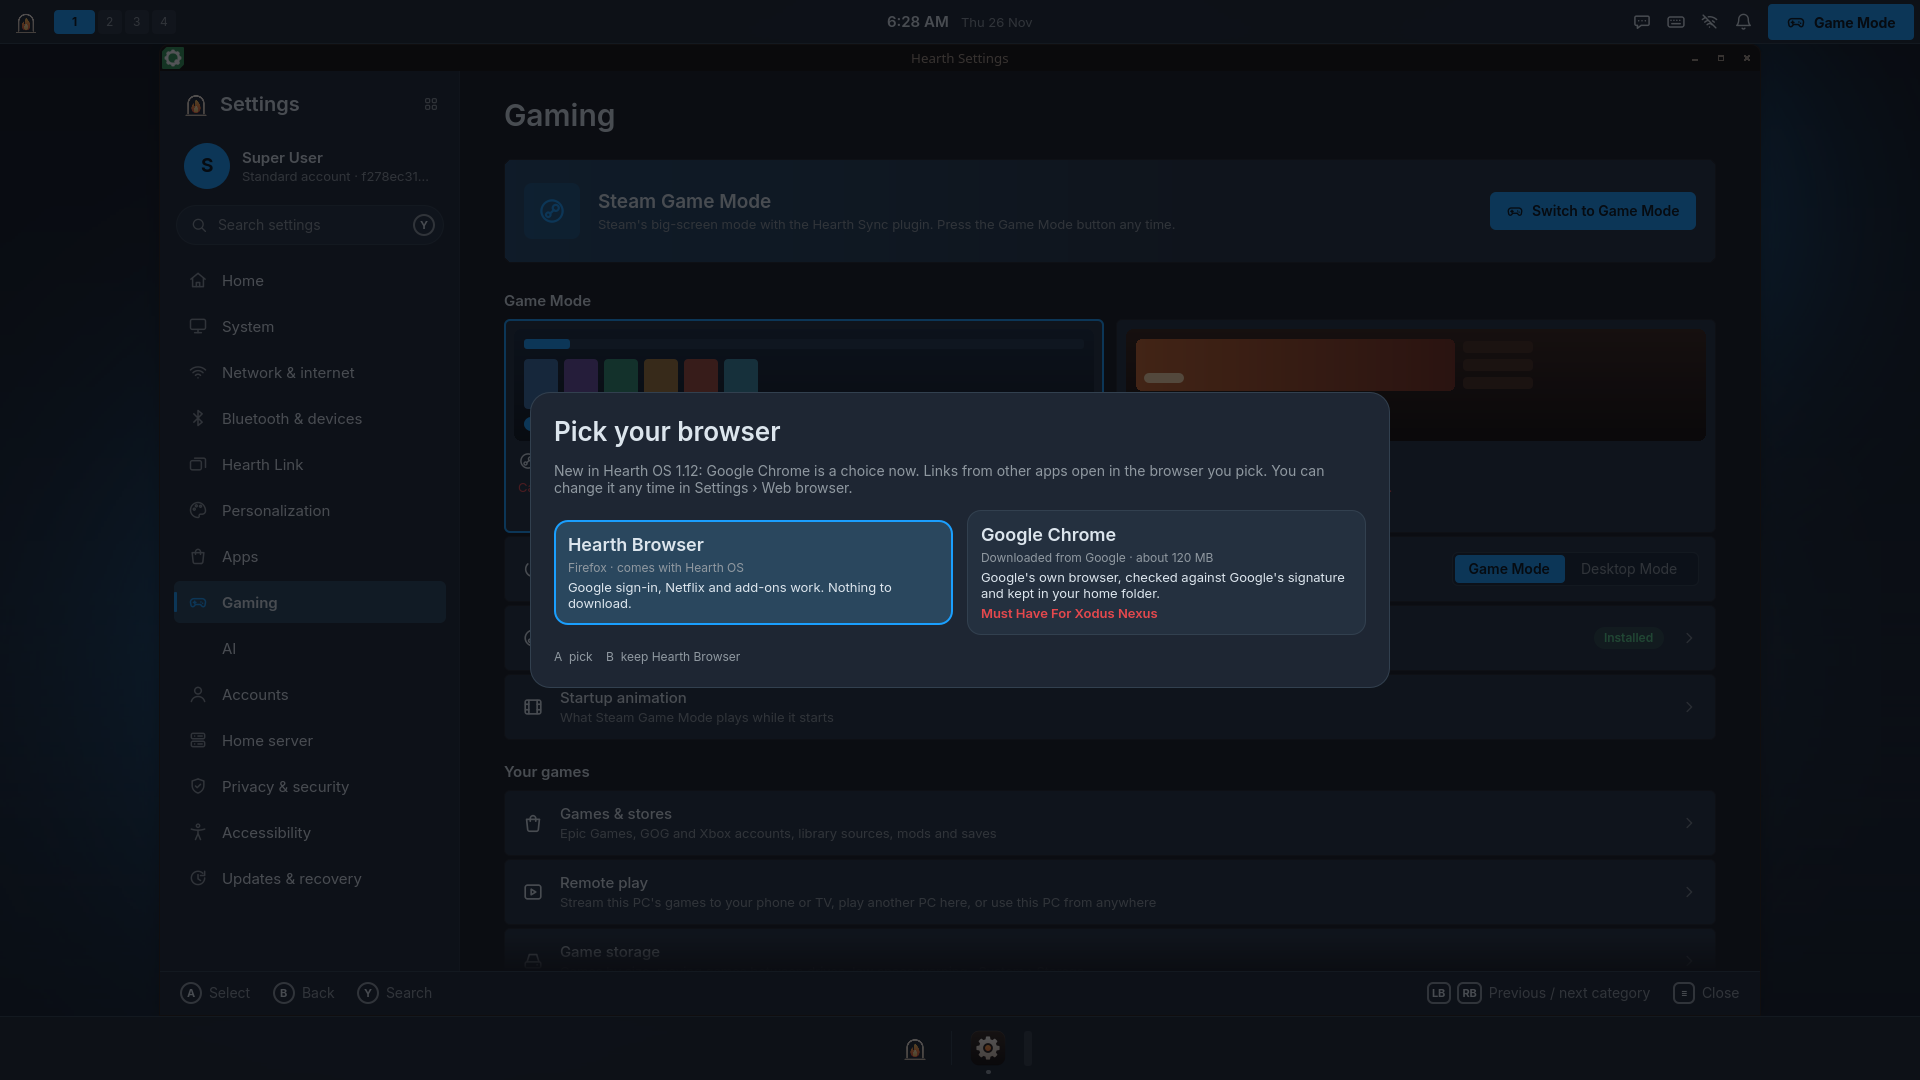 1 2 3 4
6:28 AM Thu 26 Nov
Game Mode
Hearth Settings
Settings
S
Super User
Standard account · f278ec31...
Search settings
Y
Home
System
Network & internet
Bluetooth & devices
Hearth Link
Personalization
Apps
Gaming
AI
Accounts
Home server
Privacy & security
Accessibility
Updates & recovery
Gaming
Steam Game Mode
Steam's big-screen mode with the Hearth Sync plugin. Press the Game Mode button any time.
Switch to Game Mode
Game Mode
Pick your browser
New in Hearth OS 1.12: Google Chrome is a choice now. Links from other apps open in the browser you pick. You can
change it any time in Settings › Web browser.
Hearth Browser
Firefox · comes with Hearth OS
Google sign-in, Netflix and add-ons work. Nothing to
download.
Google Chrome
Downloaded from Google · about 120 MB
Google's own browser, checked against Google's signature
and kept in your home folder.
Must Have For Xodus Nexus
A pick B keep Hearth Browser
Game Mode Desktop Mode
Installed
Startup animation
What Steam Game Mode plays while it starts
Your games
Games & stores
Epic Games, GOG and Xbox accounts, library sources, mods and saves
Remote play
Stream this PC's games to your phone or TV, play another PC here, or use this PC from anywhere
Game storage
A Select B Back Y Search
LB RB Previous / next category Close